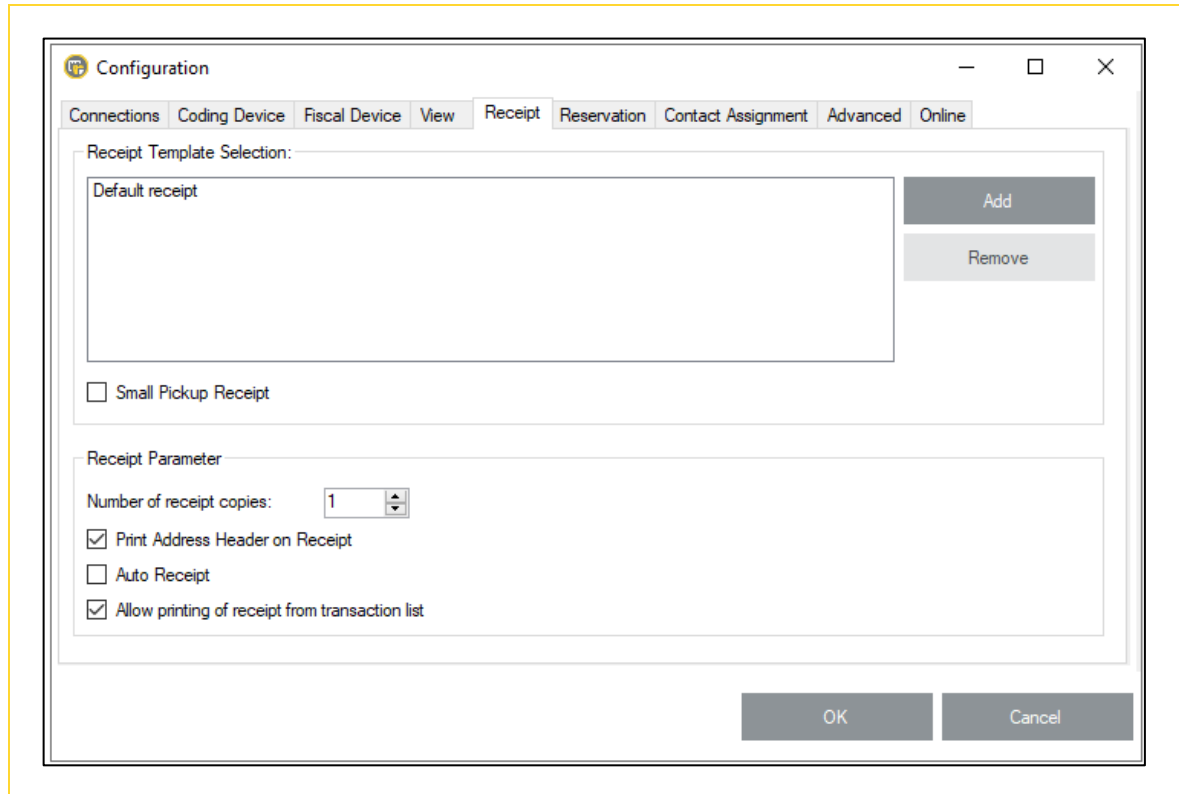 Configuration
Connections Coding Device Fiscal Device View Receipt Reservation Contact Assignment Advanced Online
Receipt Template Selection:
Default receipt
Add
Remove
Small Pickup Receipt
Receipt Parameter
Number of receipt copies: 1
Print Address Header on Receipt
Auto Receipt
Allow printing of receipt from transaction list
OK Cancel